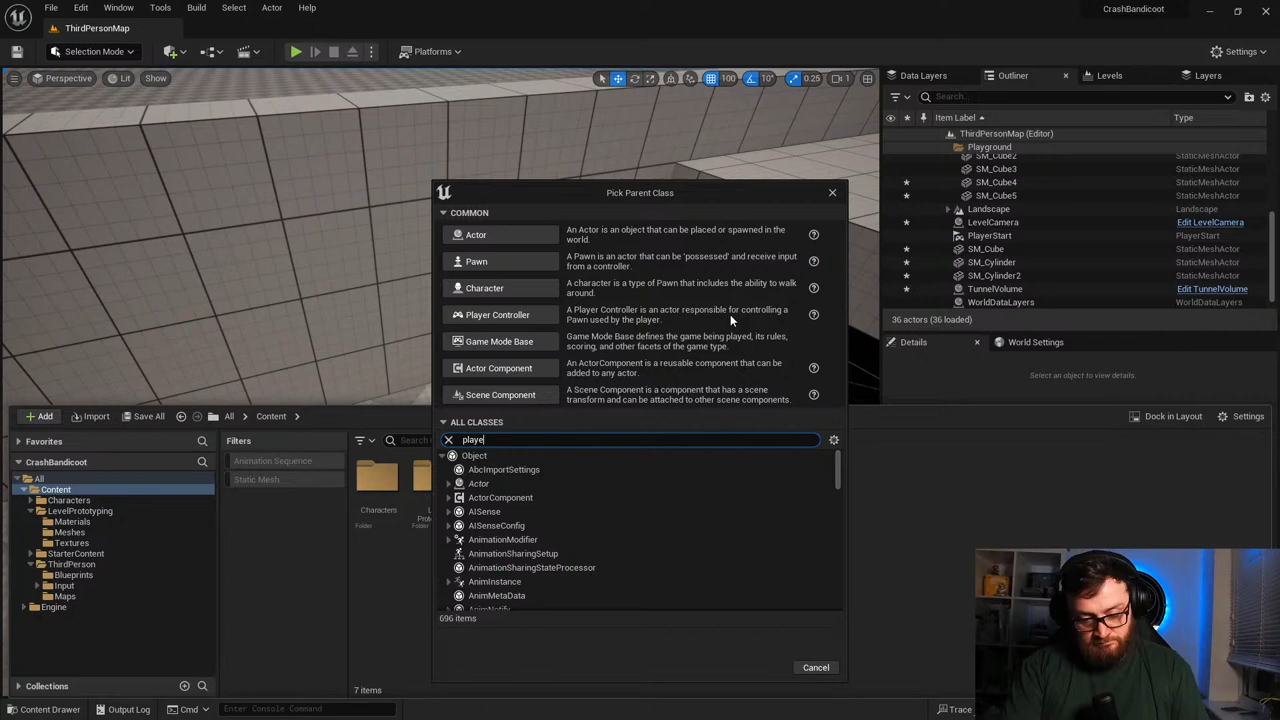 File Edit Window Tools Build Select Actor Help
CrashBandicoot
ThirdPersonMap
Selection Mode
Platforms
Settings
Perspective Lit Show
100 10° 0.25 1
Data Layers Outliner Levels Layers
Search...
Item Label Type
ThirdPersonMap (Editor)
Playground
SM_Cube2 StaticMeshActor
SM_Cube3 StaticMeshActor
SM_Cube4 StaticMeshActor
SM_Cube5 StaticMeshActor
Landscape Landscape
LevelCamera Edit LevelCamera
PlayerStart PlayerStart
SM_Cube StaticMeshActor
SM_Cylinder StaticMeshActor
SM_Cylinder2 StaticMeshActor
TunnelVolume Edit TunnelVolume
WorldDataLayers WorldDataLayers
36 actors (36 loaded)
Details World Settings
Select an object to view details.
Pick Parent Class
COMMON
Actor An Actor is an object that can be placed or spawned in the
world.
Pawn A Pawn is an actor that can be 'possessed' and receive input
from a controller.
Character A character is a type of Pawn that includes the ability to walk
around.
Player Controller A Player Controller is an actor responsible for controlling a
Pawn used by the player.
Game Mode Base Game Mode Base defines the game being played, its rules,
scoring, and other facets of the game type.
Actor Component An ActorComponent is a reusable component that can be
added to any actor.
Scene Component A Scene Component is a component that has a scene
transform and can be attached to other scene components.
ALL CLASSES
playe
Object
AbcImportSettings
Actor
ActorComponent
AISense
AISenseConfig
AnimationModifier
AnimationSharingSetup
AnimationSharingStateProcessor
AnimInstance
AnimMetaData
AnimNotify
696 items
Cancel
Add Import Save All All Content
Dock in Layout Settings
Favorites
CrashBandicoot
All
Content
Characters
LevelPrototyping
Materials
Meshes
Textures
StarterContent
ThirdPerson
Blueprints
Input
Maps
Engine
Collections
Filters
Animation Sequence
Static Mesh
Characters
Folder
7 items
Content Drawer Output Log Cmd Enter Console Command
Trace